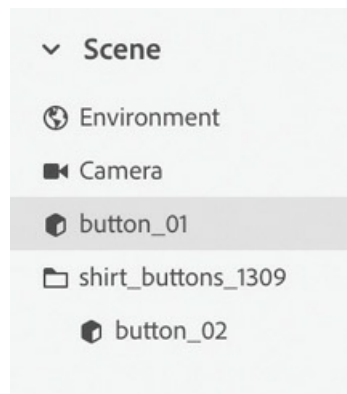 Scene
Environment
Camera
button_01
shirt_buttons_1309
button_02